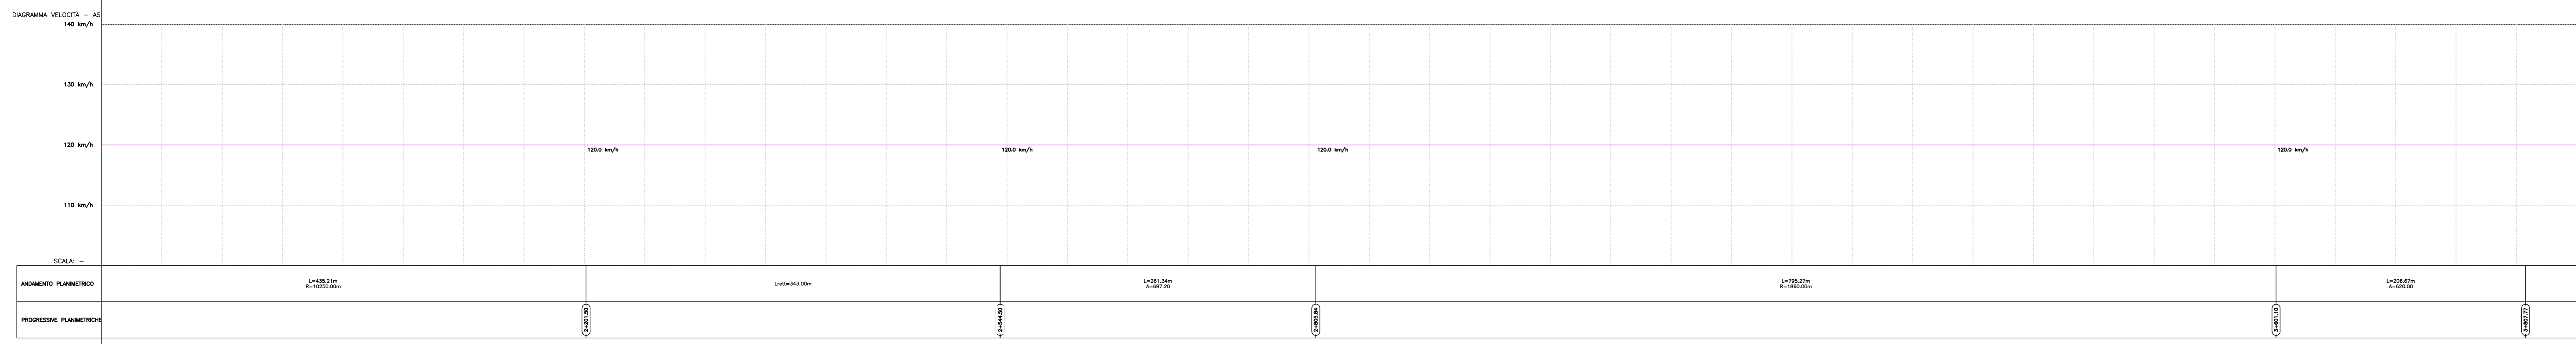 DIAGRAMMA VELOCITÀ - AS
140 km/h
130 km/h
120 km/h
120.0 km/h
120.0 km/h
120.0 km/h
120.0 km/h
110 km/h
SCALA: -
ANDAMENTO PLANIMETRICO
L=435.21m
R=10250.00m
Lrett=343.00m
L=261.34m
A=697.20
L=795.27m
R=1860.00m
L=206.67m
A=620.00
PROGRESSIVE PLANIMETRICHE
2+201.50
2+544.50
2+805.84
3+601.10
3+807.77